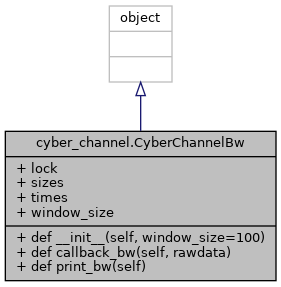 object
cyber_channel.CyberChannelBw
+ lock
+ sizes
+ times
+ window_size
+ def __init__(self, window_size=100)
+ def callback_bw(self, rawdata)
+ def print_bw(self)